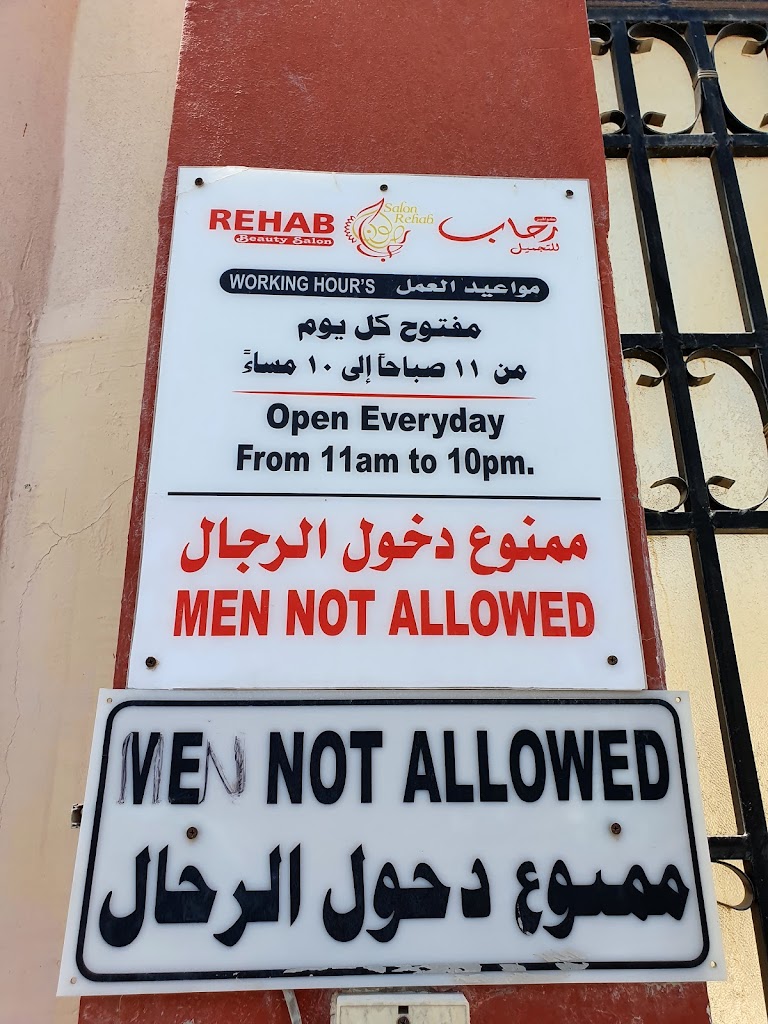 REHAB
Beauty Salon
Salon
Rehab
رحاب
للتجميل
WORKING HOUR'S مواعيد العمل
مفتوح كل يوم
من ١١ صباحاً إلى ١٠ مساءً
Open Everyday
From 11am to 10pm.
ممنوع دخول الرجال
MEN NOT ALLOWED
MEN NOT ALLOWED
ممنوع دحول الرحال